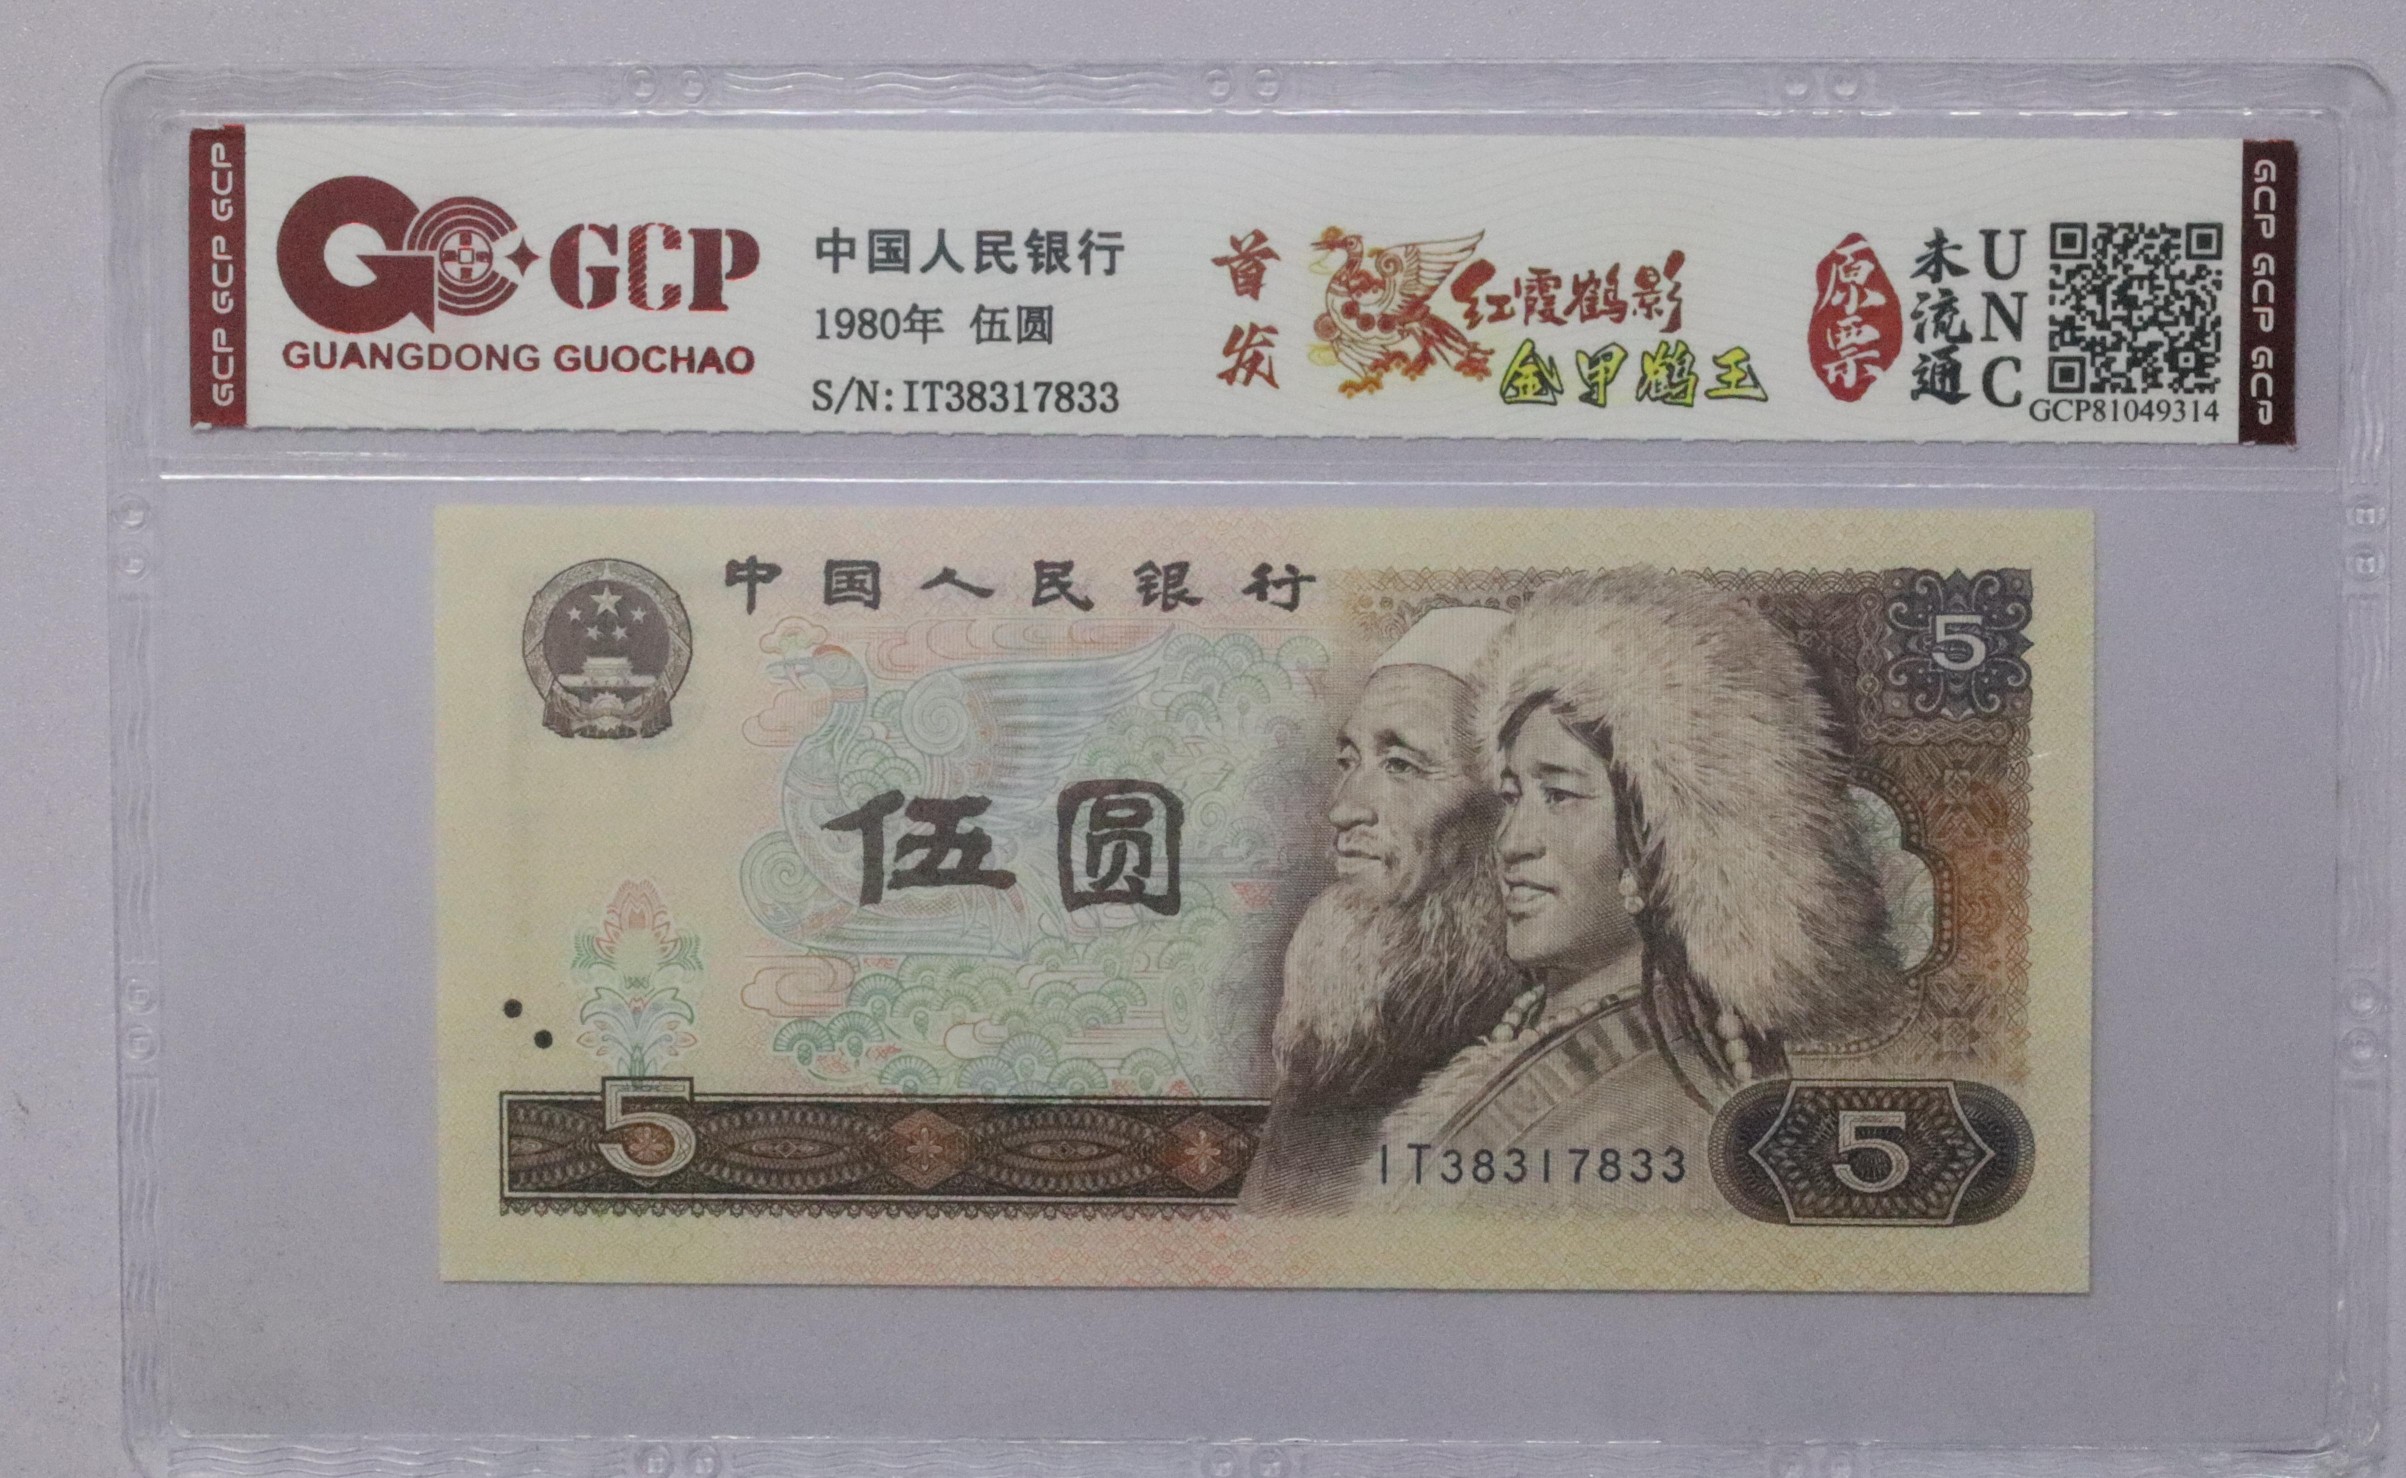 GCP GCP GCP
GCP
GUANGDONG GUOCHAO
中国人民银行
1980年 伍圆
S/N:IT38317833
首发
红霞鹤影
金甲鹤王
原票
未流通
UNC
GCP81049314
GCP GCP GCP
中国人民银行
5
伍圆
5
IT38317833
5